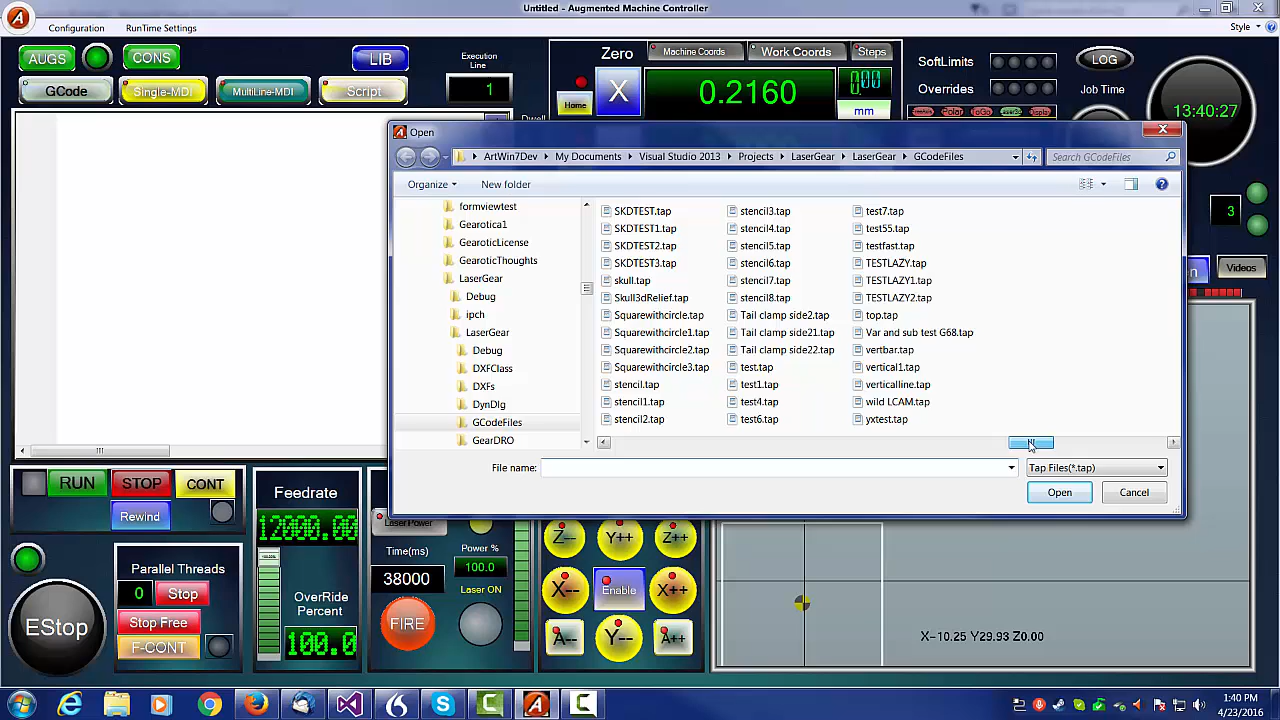 Untitled - Augmented Machine Controller
Configuration RunTime Settings
Style
AUGS CONS LIB
GCode Single-MDI MultiLine-MDI Script
Execution
Line
1
Dwell
Zero Machine Coords Work Coords Steps
Home X 0.2160 0.00
mm
SoftLimits LOG
Overrides Job Time
13:40:27
3
Videos
Open
ArtWin7Dev My Documents Visual Studio 2013 Projects LaserGear LaserGear GCodeFiles
Search GCodeFiles
Organize New folder
formviewtest
Gearotica1
GearoticLicense
GearoticThoughts
LaserGear
Debug
ipch
LaserGear
Debug
DXFClass
DXFs
DynDlg
GCodeFiles
GearDRO
SKDTEST.tap
SKDTEST1.tap
SKDTEST2.tap
SKDTEST3.tap
skull.tap
Skull3dRelief.tap
Squarewithcircle.tap
Squarewithcircle1.tap
Squarewithcircle2.tap
Squarewithcircle3.tap
stencil.tap
stencil1.tap
stencil2.tap
stencil3.tap
stencil4.tap
stencil5.tap
stencil6.tap
stencil7.tap
stencil8.tap
Tail clamp side2.tap
Tail clamp side21.tap
Tail clamp side22.tap
test.tap
test1.tap
test4.tap
test6.tap
test7.tap
test55.tap
testfast.tap
TESTLAZY.tap
TESTLAZY1.tap
TESTLAZY2.tap
top.tap
Var and sub test G68.tap
vertbar.tap
vertical1.tap
verticalline.tap
wild LCAM.tap
yxtest.tap
File name:
Tap Files(*.tap)
Open Cancel
RUN STOP CONT
Rewind
EStop
Parallel Threads
0 Stop
Stop Free
F-CONT
Feedrate
12000.00
OverRide
Percent
100.0
Laser Power
Time(ms)
38000
FIRE
Power %
100.0
Laser ON
Z-- Y++ Z++
X-- Enable X++
A-- Y-- A++
X-10.25 Y29.93 Z0.00
1:40 PM
4/23/2016